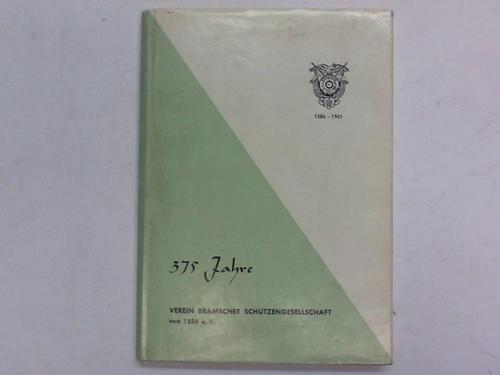 1586 - 1961
375 Jahre
VEREIN BRAMSCHER SCHÜTZENGESELLSCHAFT
von 1586 e.V.